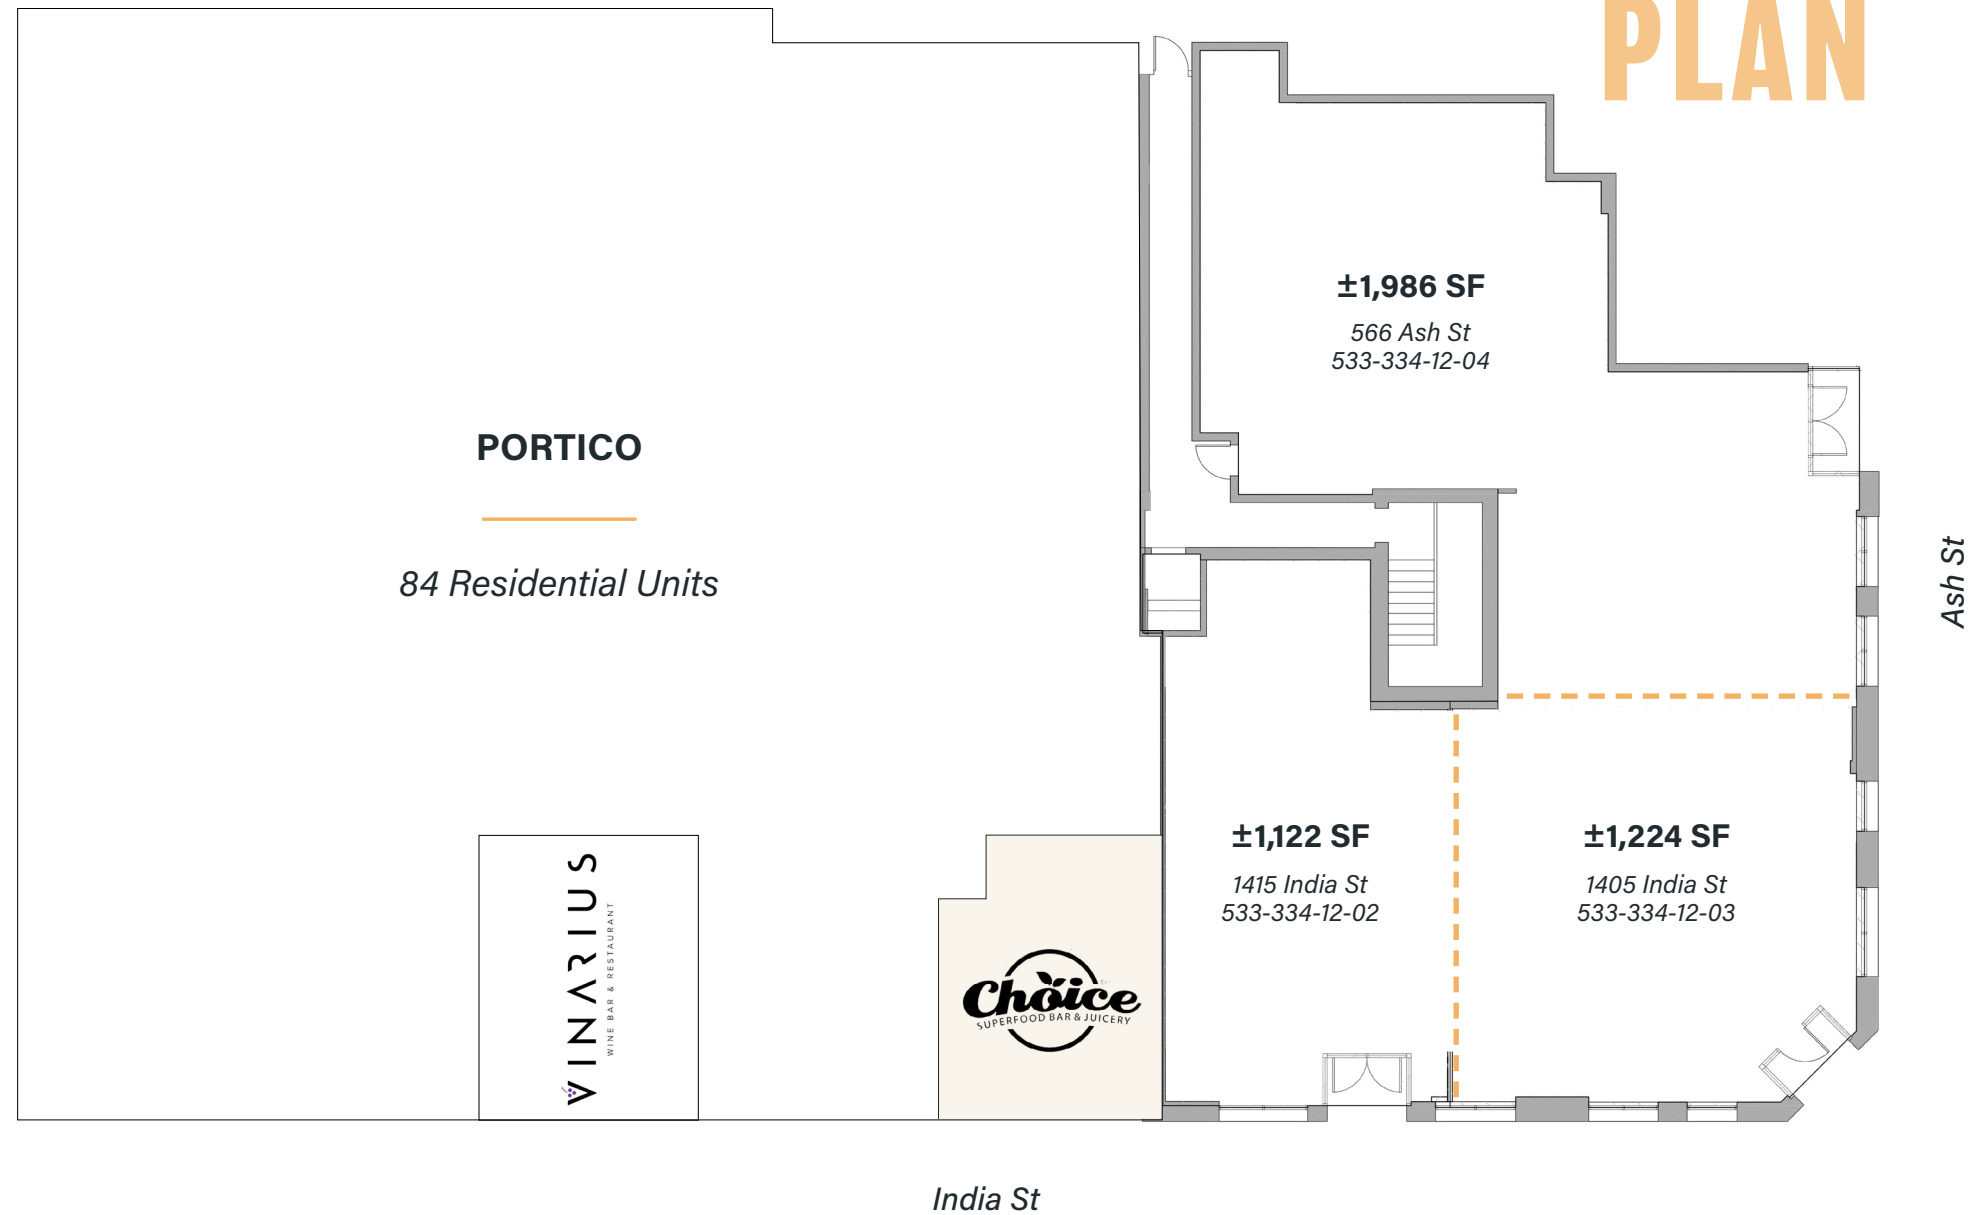 PLAN
±1,986 SF
566 Ash St
533-334-12-04
PORTICO
84 Residential Units
Ash St
±1,122 SF
1415 India St
533-334-12-02
±1,224 SF
1405 India St
533-334-12-03
VINARIUS
WINE BAR & RESTAURANT
Choice
SUPERFOOD BAR & JUICERY
India St